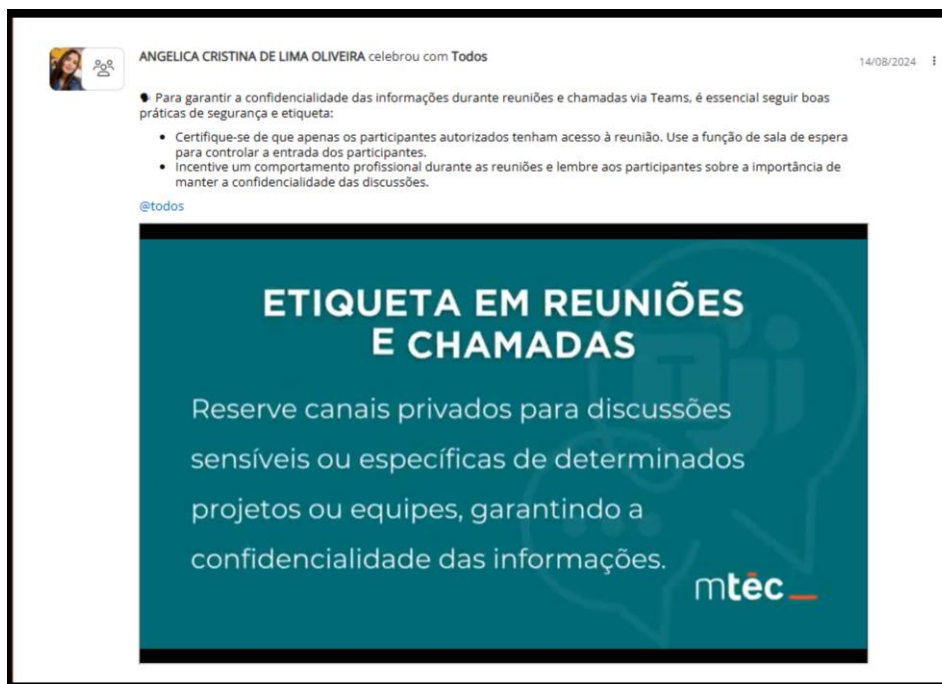 ANGELICA CRISTINA DE LIMA OLIVEIRA celebrou com Todos
14/08/2024
🗣 Para garantir a confidencialidade das informações durante reuniões e chamadas via Teams, é essencial seguir boas
práticas de segurança e etiqueta:
• Certifique-se de que apenas os participantes autorizados tenham acesso à reunião. Use a função de sala de espera
para controlar a entrada dos participantes.
• Incentive um comportamento profissional durante as reuniões e lembre aos participantes sobre a importância de
manter a confidencialidade das discussões.
@todos
ETIQUETA EM REUNIÕES
E CHAMADAS
Reserve canais privados para discussões
sensíveis ou específicas de determinados
projetos ou equipes, garantindo a
confidencialidade das informações.
mtēc